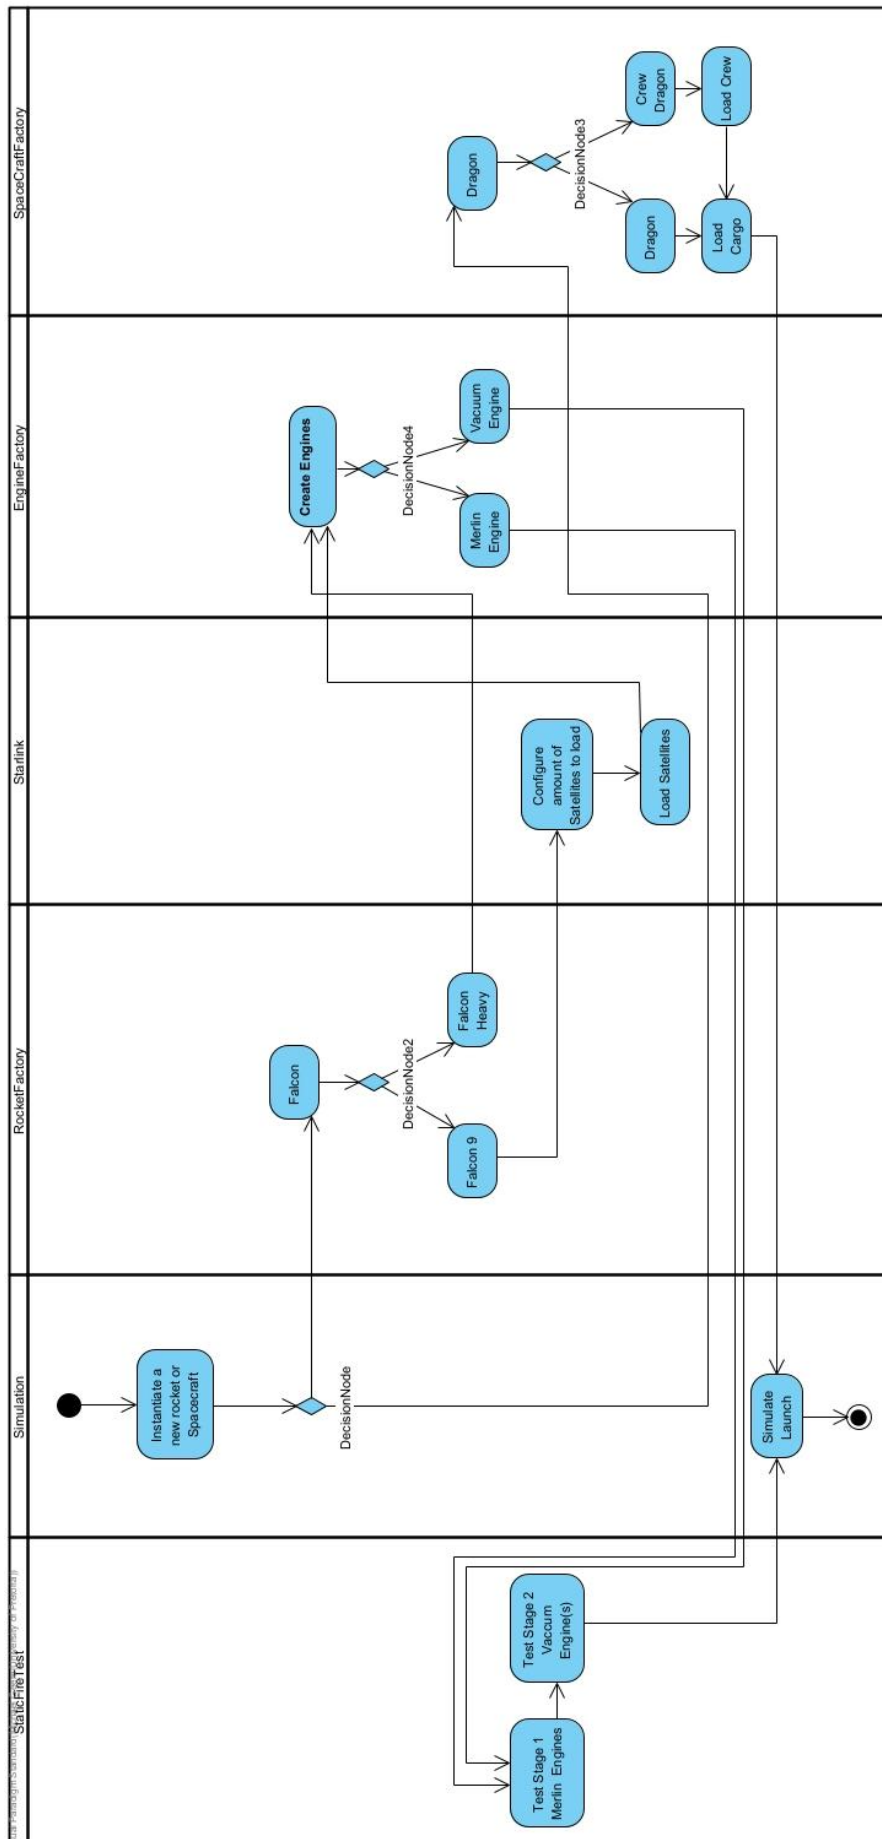 StaticFireTest
Simulation
RocketFactory
Starlink
EngineFactory
SpaceCraftFactory
Instantiate a
new rocket or
Spacecraft
DecisionNode
Falcon
DecisionNode2
Falcon 9
Falcon
Heavy
Configure
amount of
Satellites to load
Load Satellites
Create Engines
DecisionNode4
Merlin
Engine
Vacuum
Engine
Dragon
DecisionNode3
Dragon
Crew
Dragon
Load
Cargo
Load Crew
Test Stage 1
Merlin Engines
Test Stage 2
Vaccum
Engine(s)
Simulate
Launch